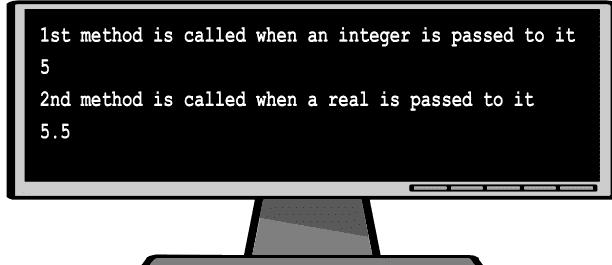 1st method is called when an integer is passed to it
5
2nd method is called when a real is passed to it
5.5